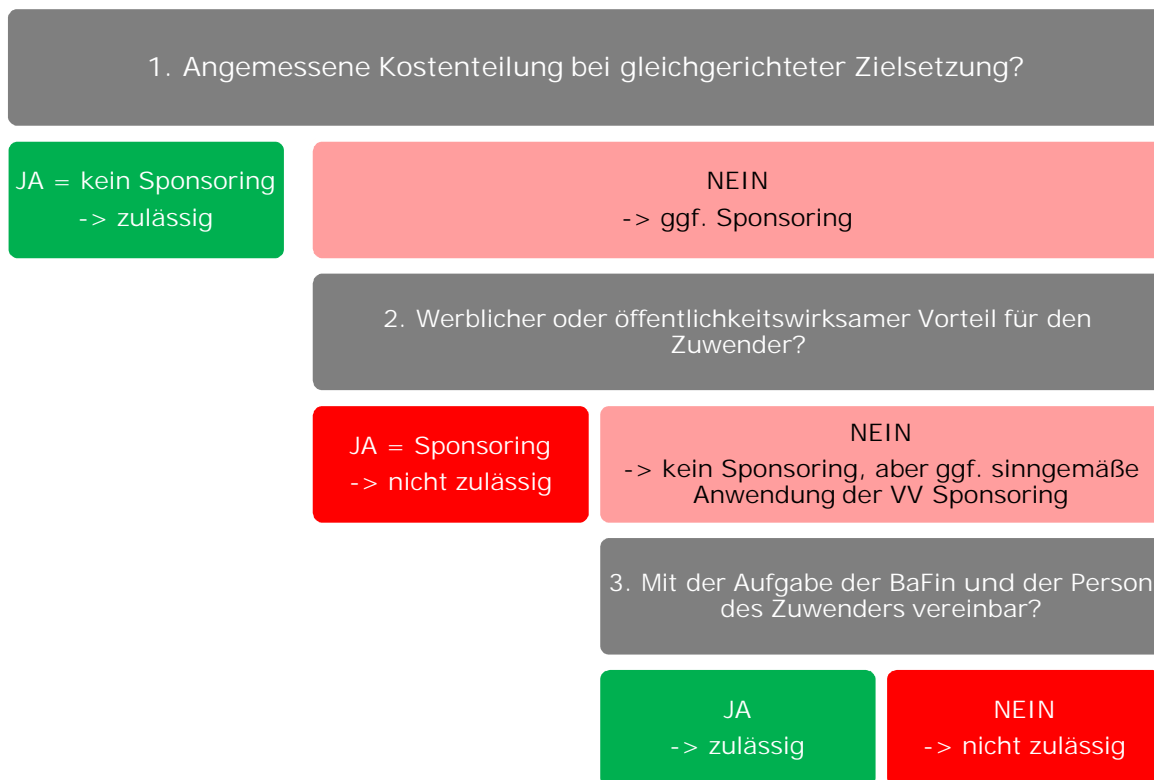 1. Angemessene Kostenteilung bei gleichgerichteter Zielsetzung?
JA = kein Sponsoring
-> zulässig
NEIN
-> ggf. Sponsoring
2. Werblicher oder öffentlichkeitswirksamer Vorteil für den
Zuwender?
JA = Sponsoring
-> nicht zulässig
NEIN
-> kein Sponsoring, aber ggf. sinngemäße
Anwendung der VV Sponsoring
3. Mit der Aufgabe der BaFin und der Person
des Zuwenders vereinbar?
JA
-> zulässig
NEIN
-> nicht zulässig